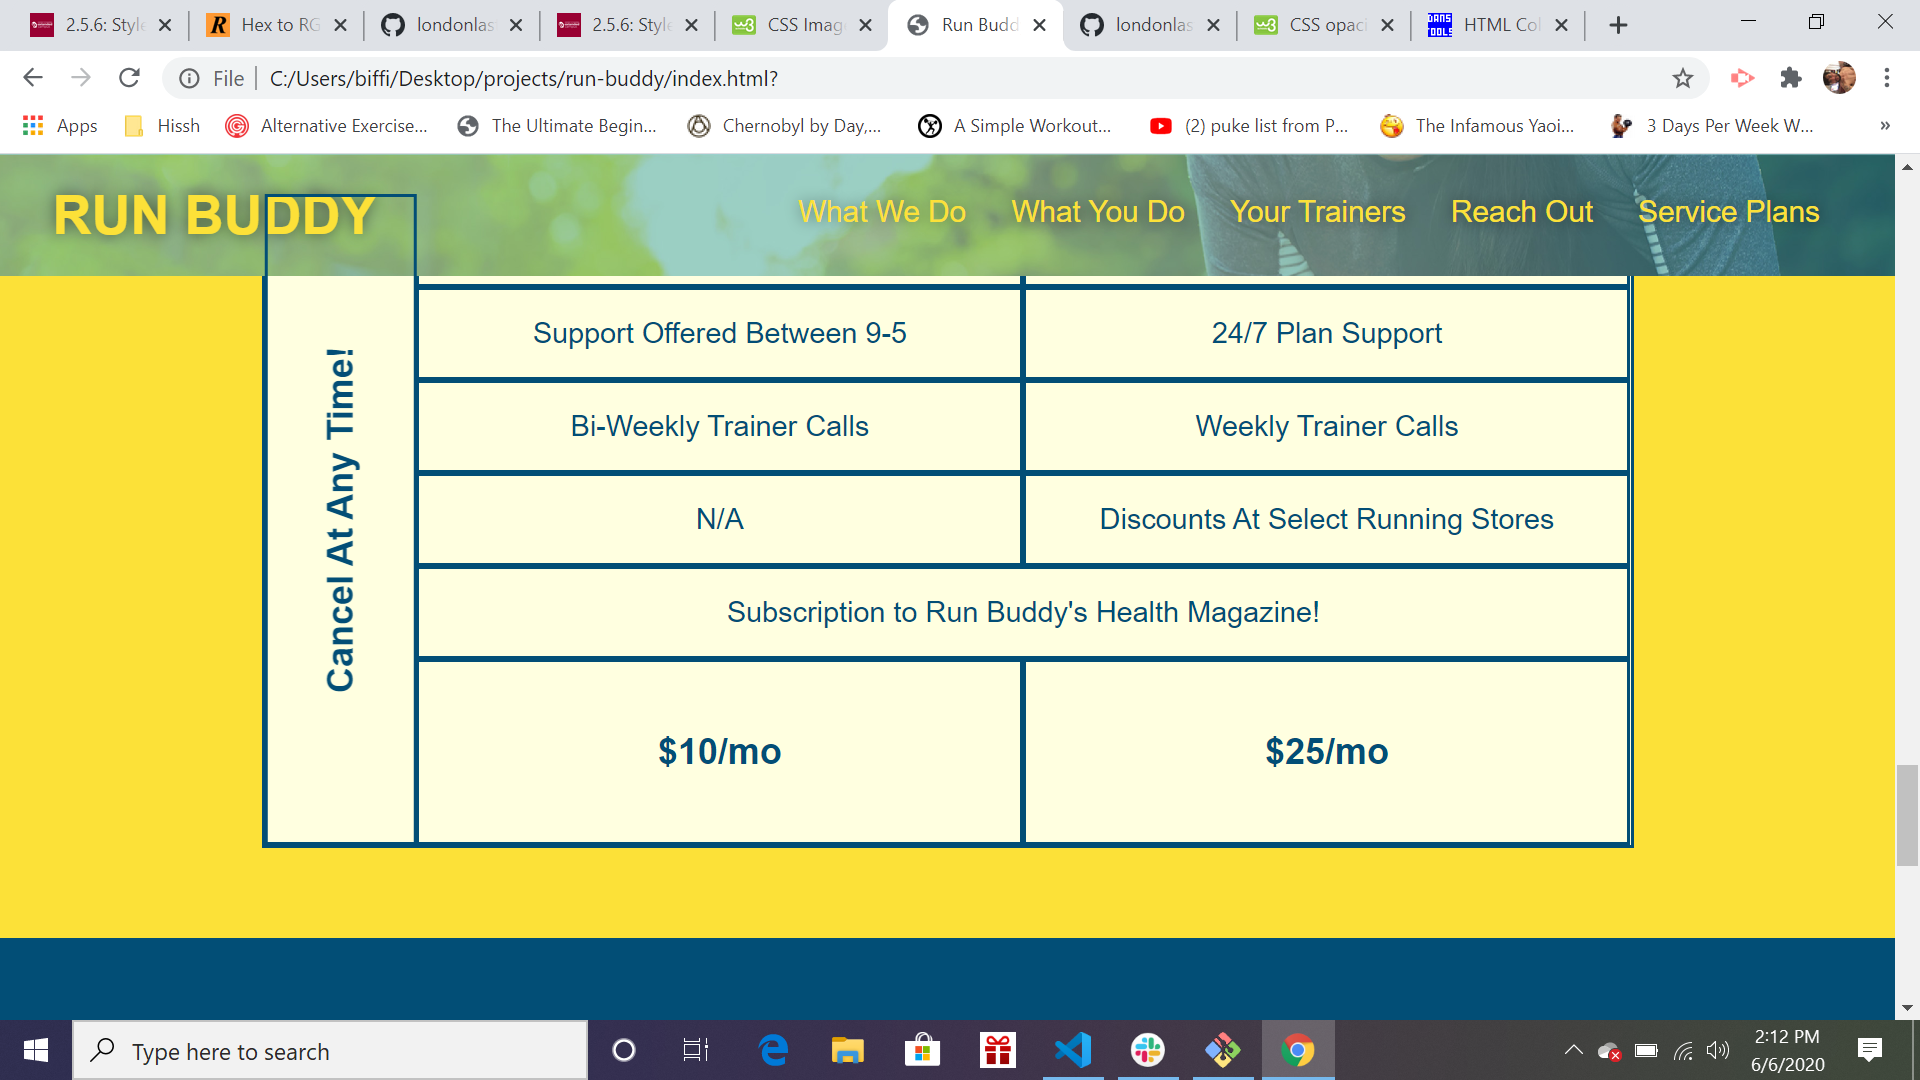 2.5.6: Style
Hex to RG
londonlas
2.5.6: Style
CSS Imag
Run Budd
londonlas
CSS opaci
HTML Col
File
C:/Users/biffi/Desktop/projects/run-buddy/index.html?
Apps
Hissh
Alternative Exercise...
The Ultimate Begin...
Chernobyl by Day,...
A Simple Workout...
(2) puke list from P...
The Infamous Yaoi...
3 Days Per Week W...
»
RUN BUDDY
What We Do
What You Do
Your Trainers
Reach Out
Service Plans
Cancel At Any Time!
Support Offered Between 9-5
24/7 Plan Support
Bi-Weekly Trainer Calls
Weekly Trainer Calls
N/A
Discounts At Select Running Stores
Subscription to Run Buddy's Health Magazine!
$10/mo
$25/mo
Type here to search
2:12 PM
6/6/2020